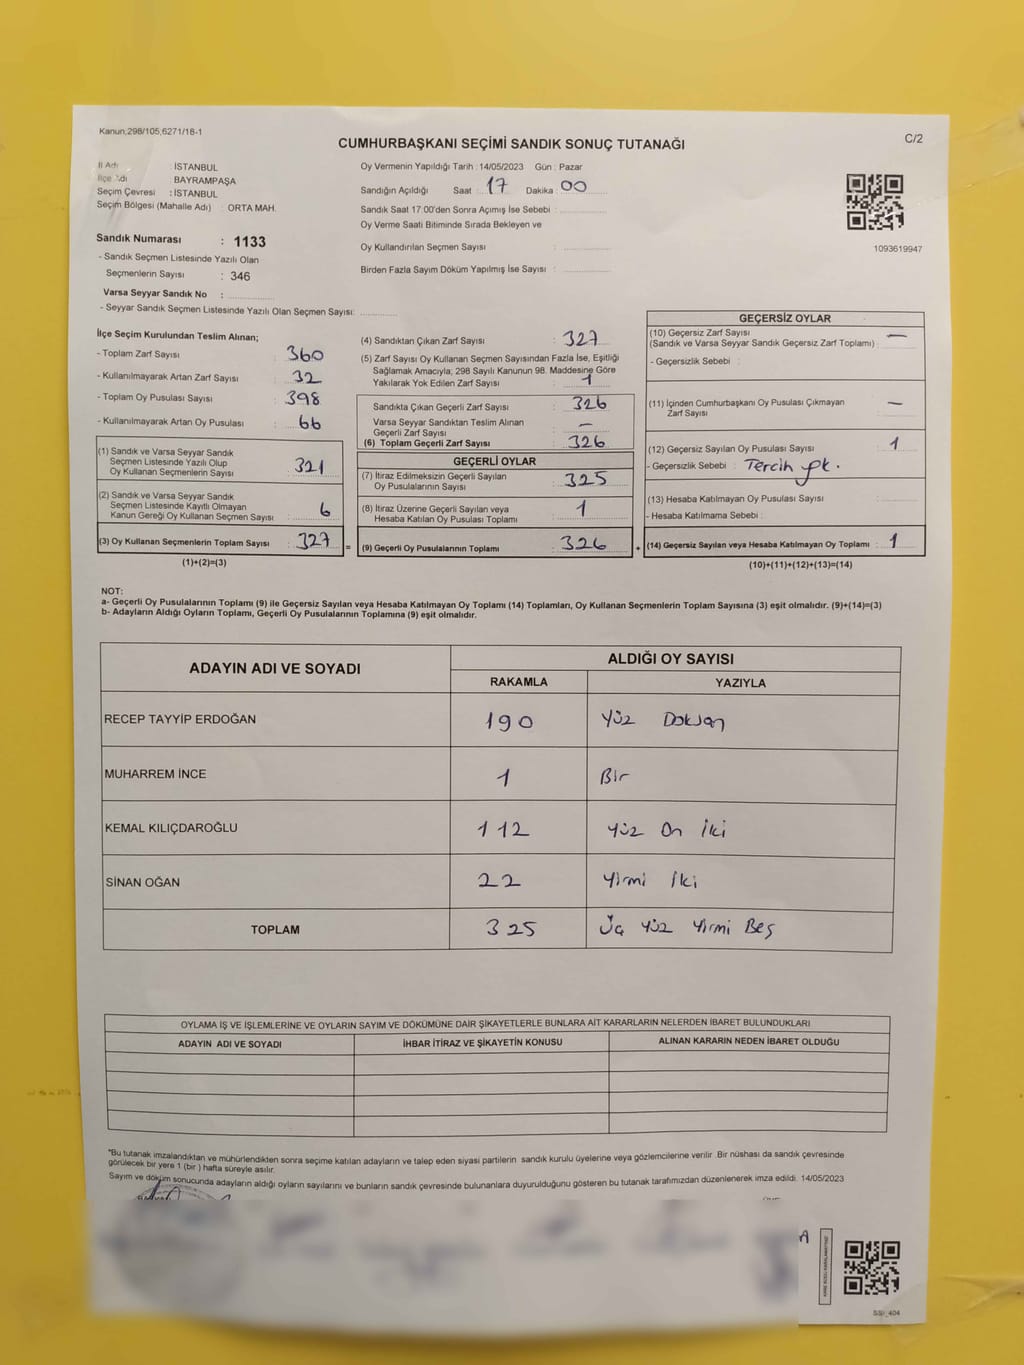 Kanun;298/105,6271/18-1
C/2
CUMHURBAŞKANI SEÇİMİ SANDIK SONUÇ TUTANAĞI
İl Adı : İSTANBUL
İlçe Adı : BAYRAMPAŞA
Seçim Çevresi : İSTANBUL
Seçim Bölgesi (Mahalle Adı) : ORTA MAH.
Sandık Numarası : 1133
- Sandık Seçmen Listesinde Yazılı Olan
Seçmenlerin Sayısı : 346
Varsa Seyyar Sandık No :
- Seyyar Sandık Seçmen Listesinde Yazılı Olan Seçmen Sayısı:
Oy Vermenin Yapıldığı Tarih : 14/05/2023 Gün : Pazar
Sandığın Açıldığı Saat : 17 Dakika : 00
Sandık Saat 17:00'den Sonra Açımış İse Sebebi :
Oy Verme Saati Bitiminde Sırada Bekleyen ve
Oy Kullandırılan Seçmen Sayısı :
Birden Fazla Sayım Döküm Yapılmış İse Sayısı :
1093619947
İlçe Seçim Kurulundan Teslim Alınan;
- Toplam Zarf Sayısı : 360
- Kullanılmayarak Artan Zarf Sayısı : 32
- Toplam Oy Pusulası Sayısı : 398
- Kullanılmayarak Artan Oy Pusulası : 66
(1) Sandık ve Varsa Seyyar Sandık
Seçmen Listesinde Yazılı Olup
Oy Kullanan Seçmenlerin Sayısı : 321
(2) Sandık ve Varsa Seyyar Sandık
Seçmen Listesinde Kayıtlı Olmayan
Kanun Gereği Oy Kullanan Seçmen Sayısı : 6
(3) Oy Kullanan Seçmenlerin Toplam Sayısı : 327
(1)+(2)=(3)
(4) Sandıktan Çıkan Zarf Sayısı : 327
(5) Zarf Sayısı Oy Kullanan Seçmen Sayısından Fazla İse, Eşitliği
Sağlamak Amacıyla; 298 Sayılı Kanunun 98. Maddesine Göre
Yakılarak Yok Edilen Zarf Sayısı : 1
Sandıkta Çıkan Geçerli Zarf Sayısı : 326
Varsa Seyyar Sandıktan Teslim Alınan
Geçerli Zarf Sayısı : —
(6) Toplam Geçerli Zarf Sayısı : 326
GEÇERLİ OYLAR
(7) İtiraz Edilmeksizin Geçerli Sayılan
Oy Pusulalarının Sayısı : 325
(8) İtiraz Üzerine Geçerli Sayılan veya
Hesaba Katılan Oy Pusulası Toplamı : 1
= (9) Geçerli Oy Pusulalarının Toplamı : 326 +
GEÇERSİZ OYLAR
(10) Geçersiz Zarf Sayısı
(Sandık ve Varsa Seyyar Sandık Geçersiz Zarf Toplamı) : —
- Geçersizlik Sebebi :
(11) İçinden Cumhurbaşkanı Oy Pusulası Çıkmayan
Zarf Sayısı : —
(12) Geçersiz Sayılan Oy Pusulası Sayısı : 1
- Geçersizlik Sebebi : Tercih yok.
(13) Hesaba Katılmayan Oy Pusulası Sayısı :
- Hesaba Katılmama Sebebi :
(14) Geçersiz Sayılan veya Hesaba Katılmayan Oy Toplamı : 1
(10)+(11)+(12)+(13)=(14)
NOT:
a- Geçerli Oy Pusulalarının Toplamı (9) ile Geçersiz Sayılan veya Hesaba Katılmayan Oy Toplamı (14) Toplamları, Oy Kullanan Seçmenlerin Toplam Sayısına (3) eşit olmalıdır. (9)+(14)=(3)
b- Adayların Aldığı Oyların Toplamı, Geçerli Oy Pusulalarının Toplamına (9) eşit olmalıdır.
ADAYIN ADI VE SOYADI ALDIĞI OY SAYISI
RAKAMLA YAZIYLA
RECEP TAYYİP ERDOĞAN 190 Yüz Doksan
MUHARREM İNCE 1 Bir
KEMAL KILIÇDAROĞLU 112 Yüz On İki
SİNAN OĞAN 22 Yirmi İki
TOPLAM 325 Üç Yüz Yirmi Beş
OYLAMA İŞ VE İŞLEMLERİNE VE OYLARIN SAYIM VE DÖKÜMÜNE DAİR ŞİKAYETLERLE BUNLARA AİT KARARLARIN NELERDEN İBARET BULUNDUKLARI
ADAYIN ADI VE SOYADI İHBAR İTİRAZ VE ŞİKAYETİN KONUSU ALINAN KARARIN NEDEN İBARET OLDUĞU
*Bu tutanak imzalandıktan ve mühürlendikten sonra seçime katılan adayların ve talep eden siyasi partilerin sandık kurulu üyelerine veya gözlemcilerine verilir .Bir nüshası da sandık çevresinde
görülecek bir yere 1 (bir ) hafta süreyle asılır.
Sayım ve döküm sonucunda adayların aldığı oyların sayılarını ve bunların sandık çevresinde bulunanlara duyurulduğunu gösteren bu tutanak tarafımızdan düzenlenerek imza edildi. 14/05/2023
A
SSI_404